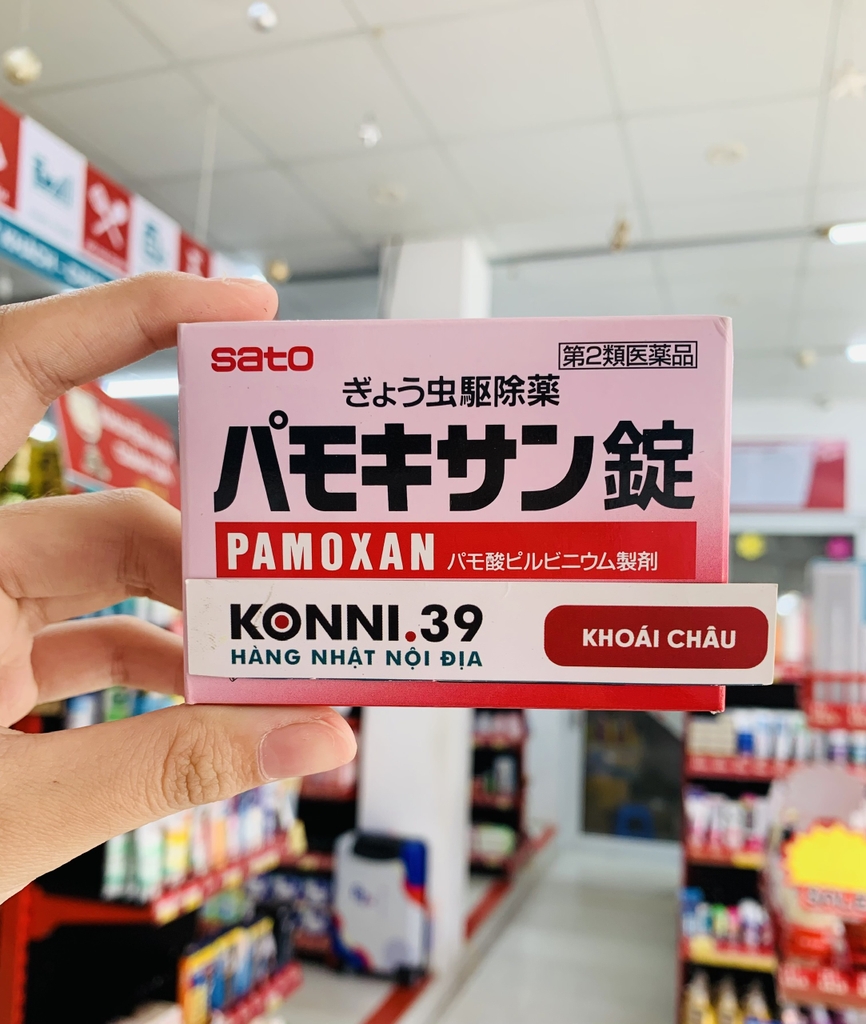 sato
第2類医薬品
ぎょう虫駆除薬
パモキサン錠
PAMOXAN パモ酸ピルビニウム製剤
KONNI.39
HÀNG NHẬT NỘI ĐỊA
KHOÁI CHÂU